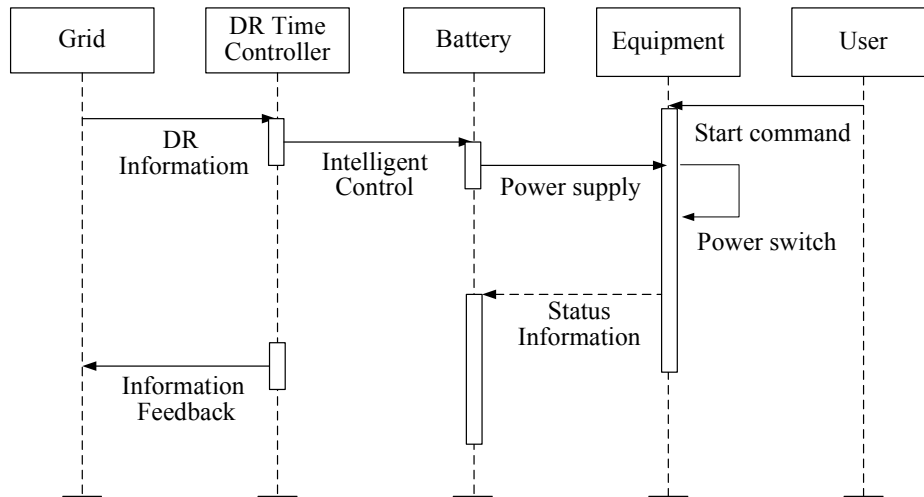 Grid
DR Time
Controller
Battery
Equipment
User
DR
Informatiom
Intelligent
Control
Power supply
Start command
Power switch
Status
Information
Information
Feedback